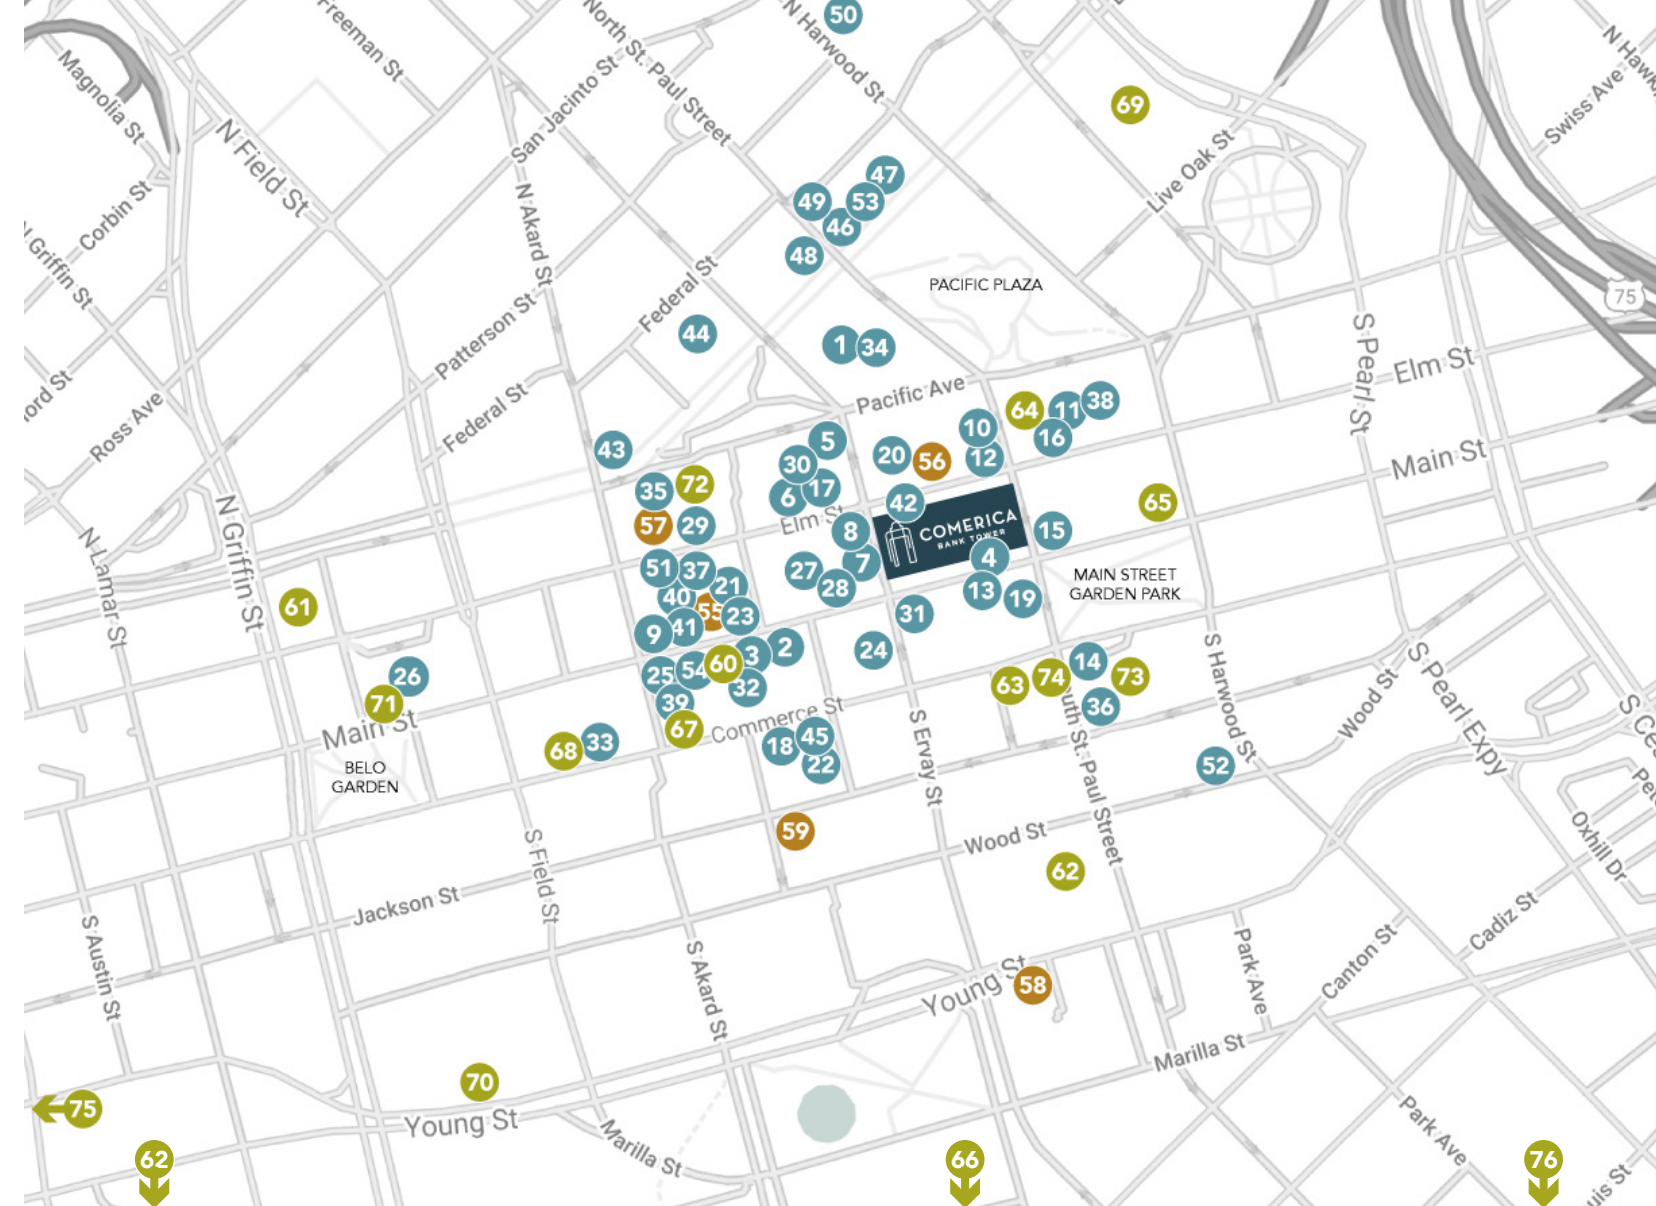 50
Freeman St
North St. Paul Street
N Harwood St
N Hawk
Magnolia St
San Jacinto St
Swiss Ave
69
N Field St
Live Oak St
47
49
53
46
48
Corbin St
N Akard St
N Griffin St
Federal St
PACIFIC PLAZA
75
Patterson St
44
1
34
S Pearl St
Elm St
Pacific Ave
Ross Ave
Federal St
64
11
38
10
16
5
43
20
56
12
30
Main St
35
72
6
17
42
65
57
29
Elm St
8
COMERICA
BANK TOWER
15
N Griffin St
N Lamar St
51
37
27
7
4
21
28
13
MAIN STREET
GARDEN PARK
40
55
19
61
23
31
9
41
2
24
3
60
25
54
14
26
32
63
74
73
71
39
36
Main St
67
Commerce St
68
33
18
45
22
S Ervay St
S Harwood St
Wood St
S Pearl Expy
52
BELO
GARDEN
59
Wood St
South St. Paul Street
Oxhill Dr
62
S Field St
Jackson St
S Austin St
S Akard St
Park Ave
Canton St
Cadiz St
Young St
58
Marilla St
70
75
Young St
Marilla St
Park Ave
62
66
76